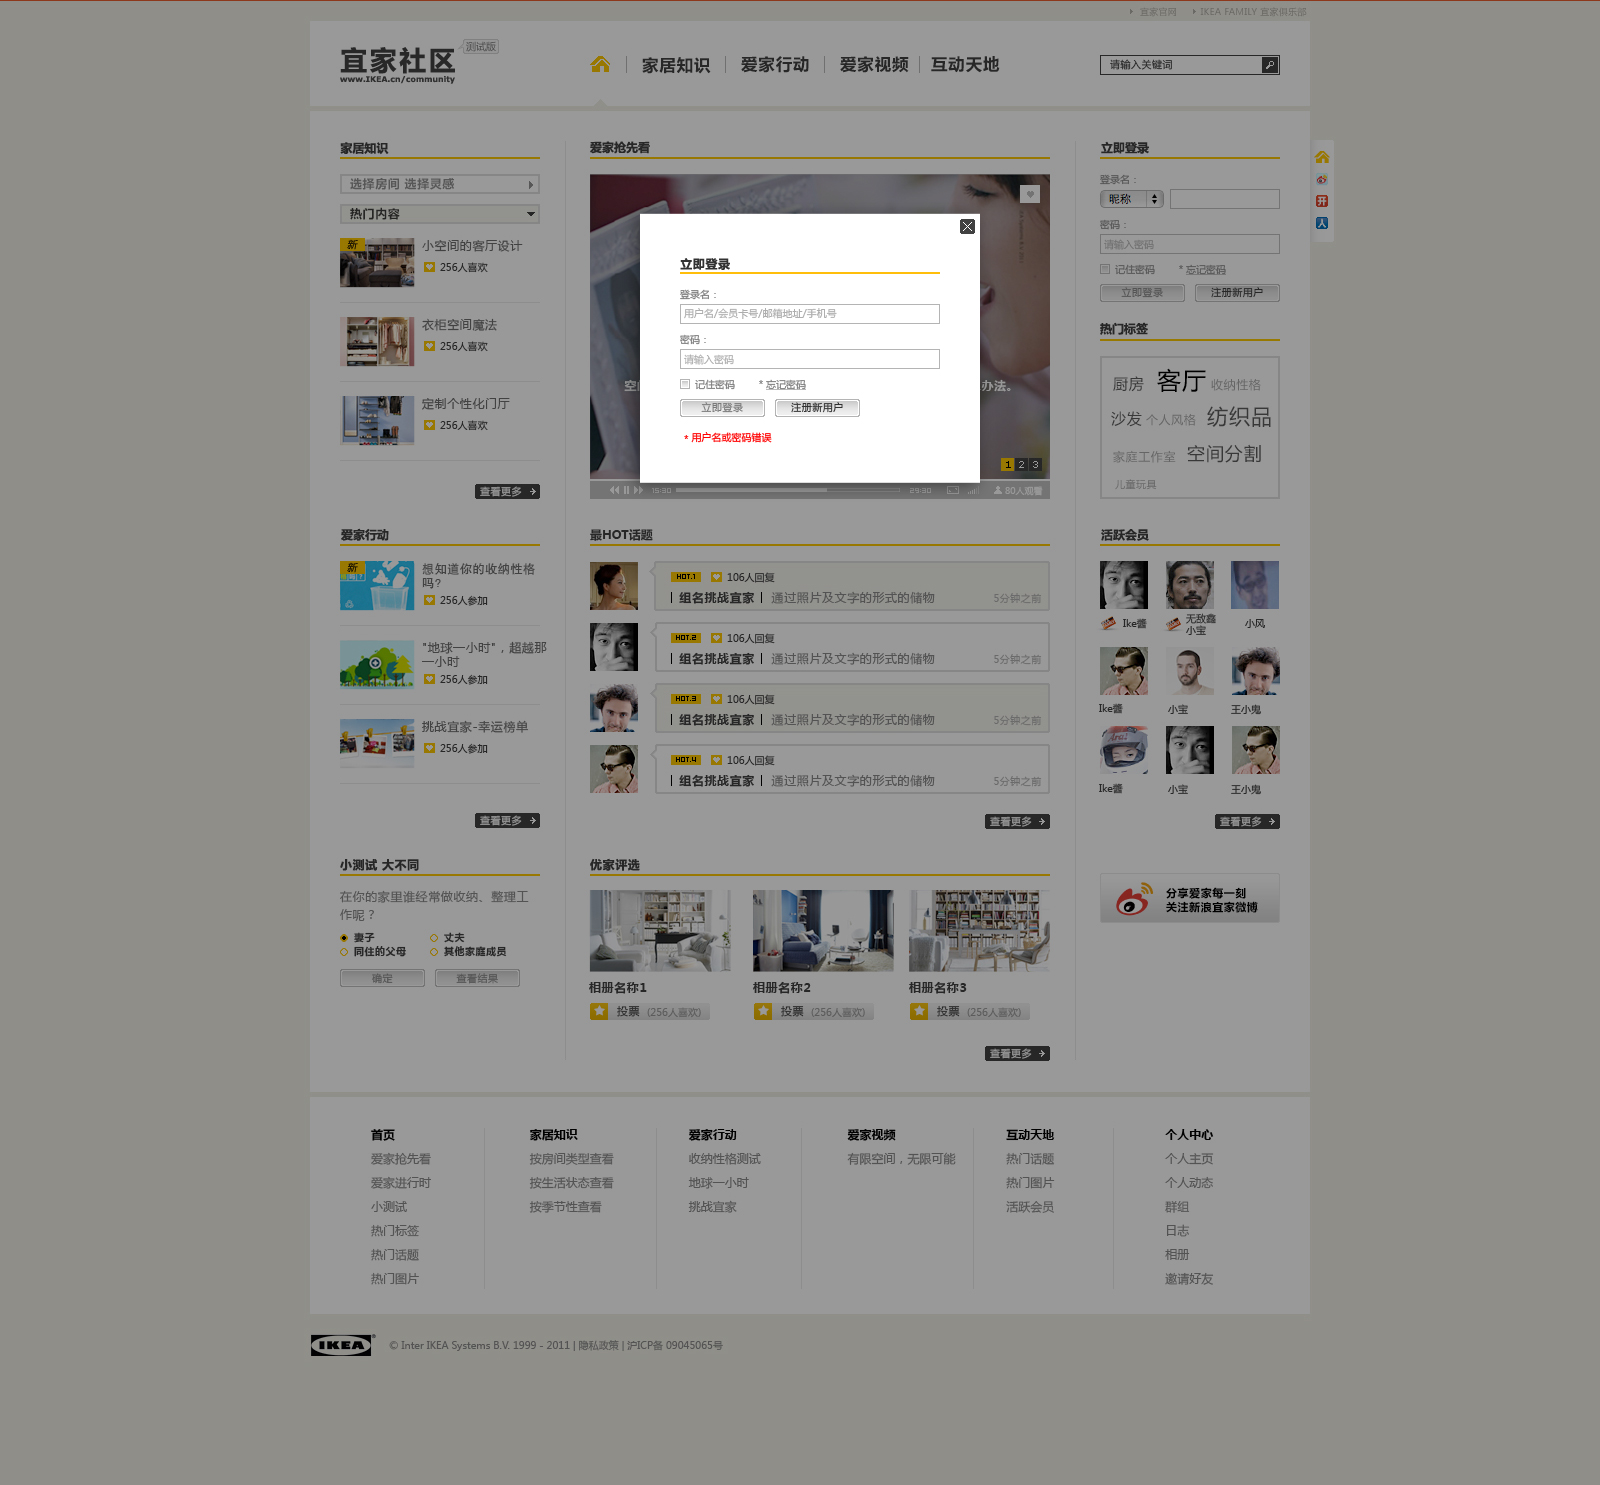 宜家官网
IKEA FAMILY 宜家俱乐部
宜家社区
测试版
www.IKEA.cn/community
家居知识
爱家行动
爱家视频
互动天地
请输入关键词
家居知识
选择房间 选择灵感
热门内容
新
小空间的客厅设计
256人喜欢
衣柜空间魔法
256人喜欢
定制个性化门厅
256人喜欢
查看更多
爱家行动
新
想知道你的收纳性格
吗?
256人参加
"地球一小时"，超越那
一小时
256人参加
挑战宜家-幸运榜单
256人参加
查看更多
小测试 大不同
在你的家里谁经常做收纳、整理工
作呢？
妻子
丈夫
同住的父母
其他家庭成员
确定
查看结果
爱家抢先看
空
办法。
1 2 3
19:30
29:30
80人观看
立即登录
登录名：
用户名/会员卡号/邮箱地址/手机号
密码：
请输入密码
记住密码
* 忘记密码
立即登录
注册新用户
* 用户名或密码错误
最HOT话题
HOT.1
106人回复
组名挑战宜家
通过照片及文字的形式的储物
5分钟之前
HOT.2
106人回复
组名挑战宜家
通过照片及文字的形式的储物
5分钟之前
HOT.3
106人回复
组名挑战宜家
通过照片及文字的形式的储物
5分钟之前
HOT.4
106人回复
组名挑战宜家
通过照片及文字的形式的储物
5分钟之前
查看更多
优家评选
相册名称1
投票 (256人喜欢)
相册名称2
投票 (256人喜欢)
相册名称3
投票 (256人喜欢)
查看更多
立即登录
登录名：
昵称
密码：
请输入密码
记住密码
* 忘记密码
立即登录
注册新用户
热门标签
厨房 客厅 收纳性格
沙发 个人风格 纺织品
家庭工作室 空间分割
儿童玩具
活跃会员
Ike酱
无敌鑫
小宝
小风
Ike酱
小宝
王小鬼
Ike酱
小宝
王小鬼
查看更多
分享爱家每一刻
关注新浪宜家微博
开
人
首页
爱家抢先看
爱家进行时
小测试
热门标签
热门话题
热门图片
家居知识
按房间类型查看
按生活状态查看
按季节性查看
爱家行动
收纳性格测试
地球一小时
挑战宜家
爱家视频
有限空间，无限可能
互动天地
热门话题
热门图片
活跃会员
个人中心
个人主页
个人动态
群组
日志
相册
邀请好友
IKEA
© Inter IKEA Systems B.V. 1999 - 2011 | 隐私政策 | 沪ICP备 09045065号